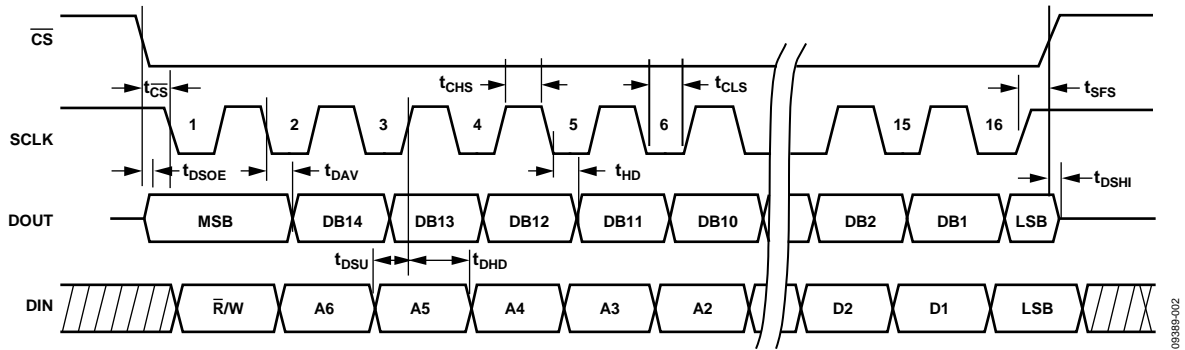 CS
tCS
tCHS
tCLS
tSFS
SCLK
1
2
3
4
5
6
15
16
tDSOE
tDAV
tHD
tDSHI
DOUT
MSB
DB14
DB13
DB12
DB11
DB10
DB2
DB1
LSB
tDSU
tDHD
DIN
R/W
A6
A5
A4
A3
A2
D2
D1
LSB
09389-002